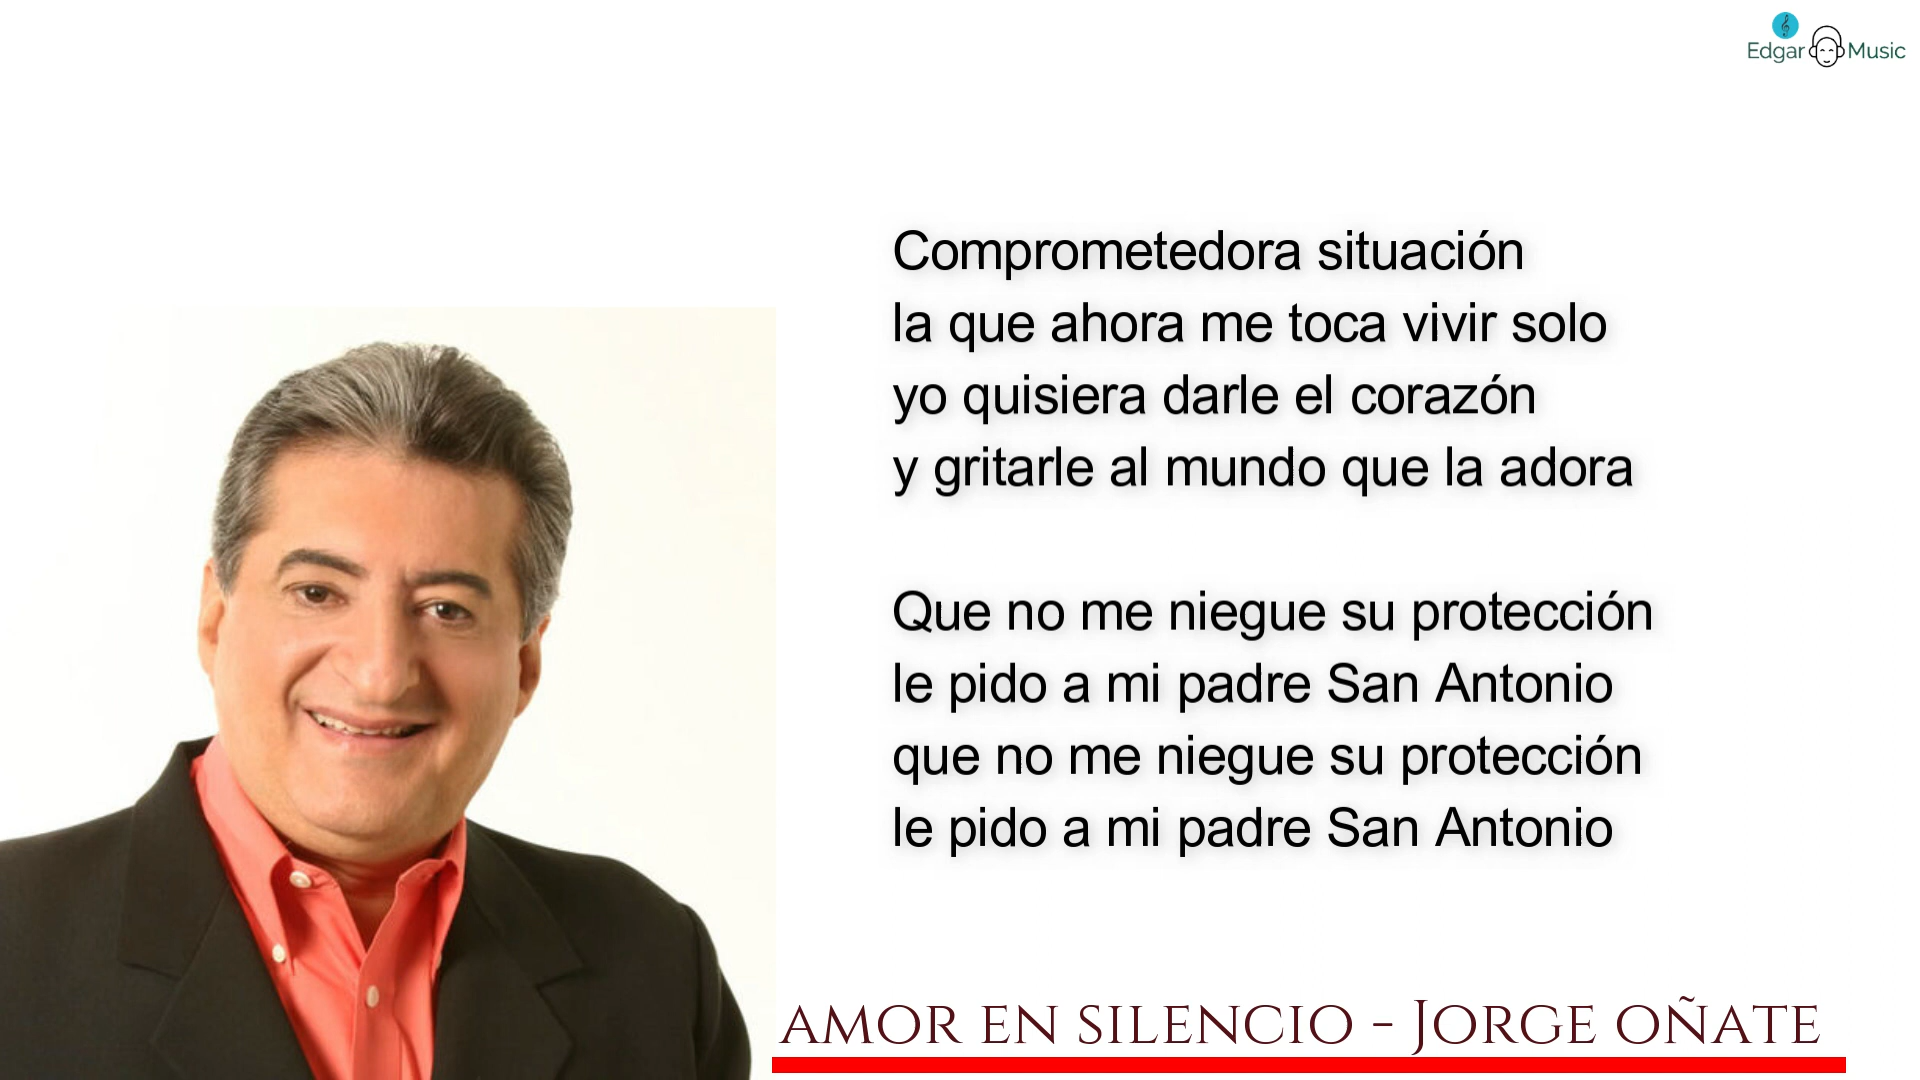 Edgar Music
Comprometedora situación
la que ahora me toca vivir solo
yo quisiera darle el corazón
y gritarle al mundo que la adora
Que no me niegue su protección
le pido a mi padre San Antonio
que no me niegue su protección
le pido a mi padre San Antonio
AMOR EN SILENCIO - JORGE OÑATE